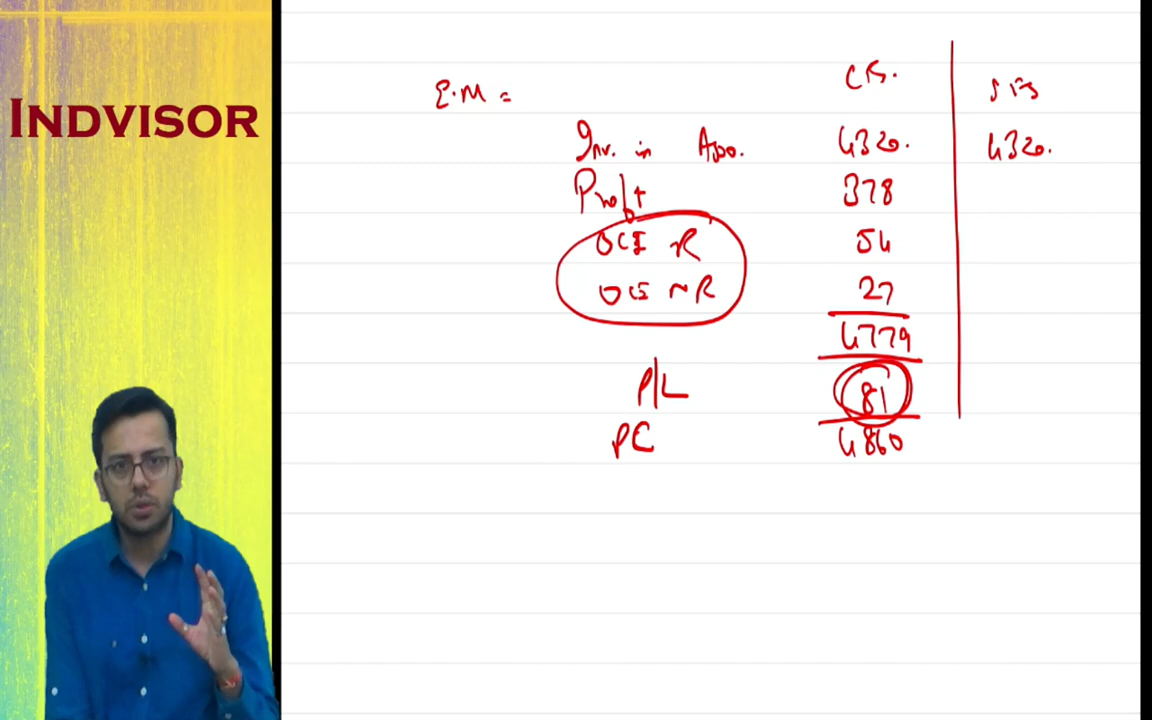 INDVISOR
E.M =
CFS. SFS
Inv. in Asso. 4320. 4320.
Profit 378
OCI R 54
OCI NR 27
4779
P/L 81
PC 4860